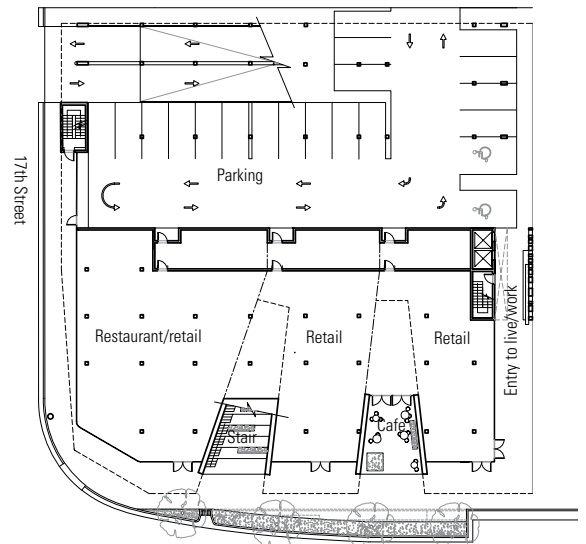 17th Street
Parking
Restaurant/retail
Retail
Retail
Entry to live/work
Stair
Cafe